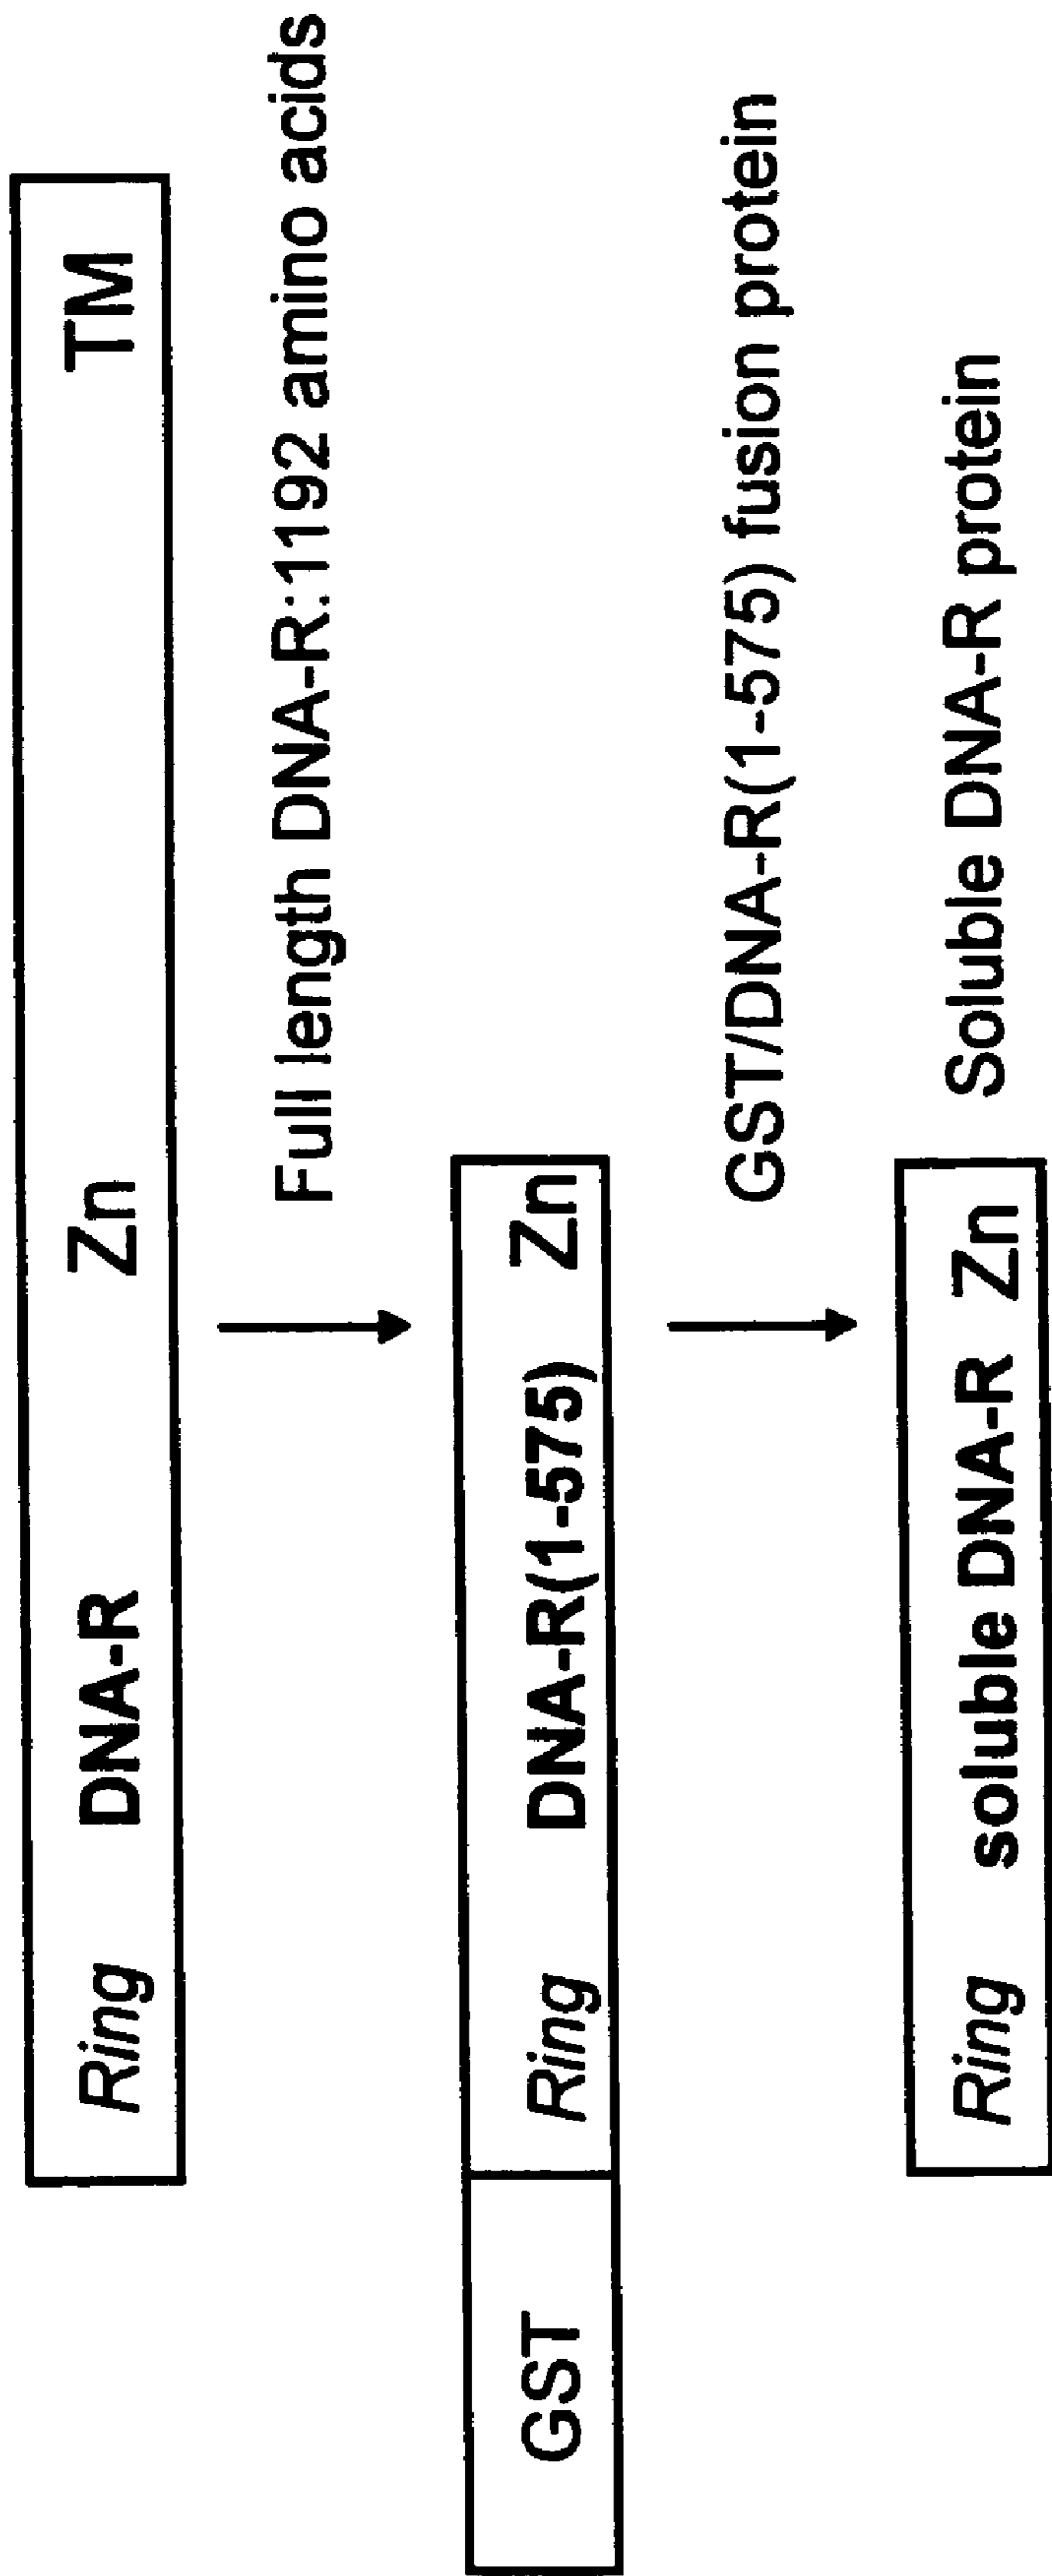 Ring DNA-R Zn TM
Full length DNA-R:1192 amino acids
GST Ring DNA-R(1-575) Zn
GST/DNA-R(1-575) fusion protein
Ring soluble DNA-R Zn Soluble DNA-R protein